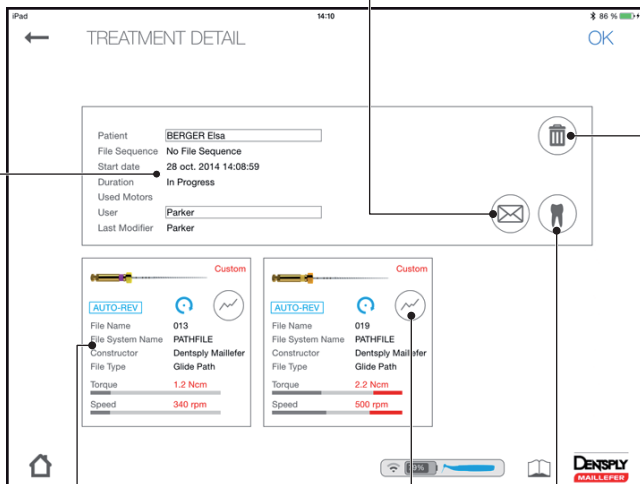 iPad 14:10 86 %
TREATMENT DETAIL OK
Patient BERGER Elsa
File Sequence No File Sequence
Start date 28 oct. 2014 14:08:59
Duration In Progress
Used Motors
User Parker
Last Modifier Parker
Custom
AUTO-REV
File Name 013
File System Name PATHFILE
Constructor Dentsply Maillefer
File Type Glide Path
Torque 1.2 Ncm
Speed 340 rpm
Custom
AUTO-REV
File Name 019
File System Name PATHFILE
Constructor Dentsply Maillefer
File Type Glide Path
Torque 2.2 Ncm
Speed 500 rpm
DENSPLY
MAILLEFER